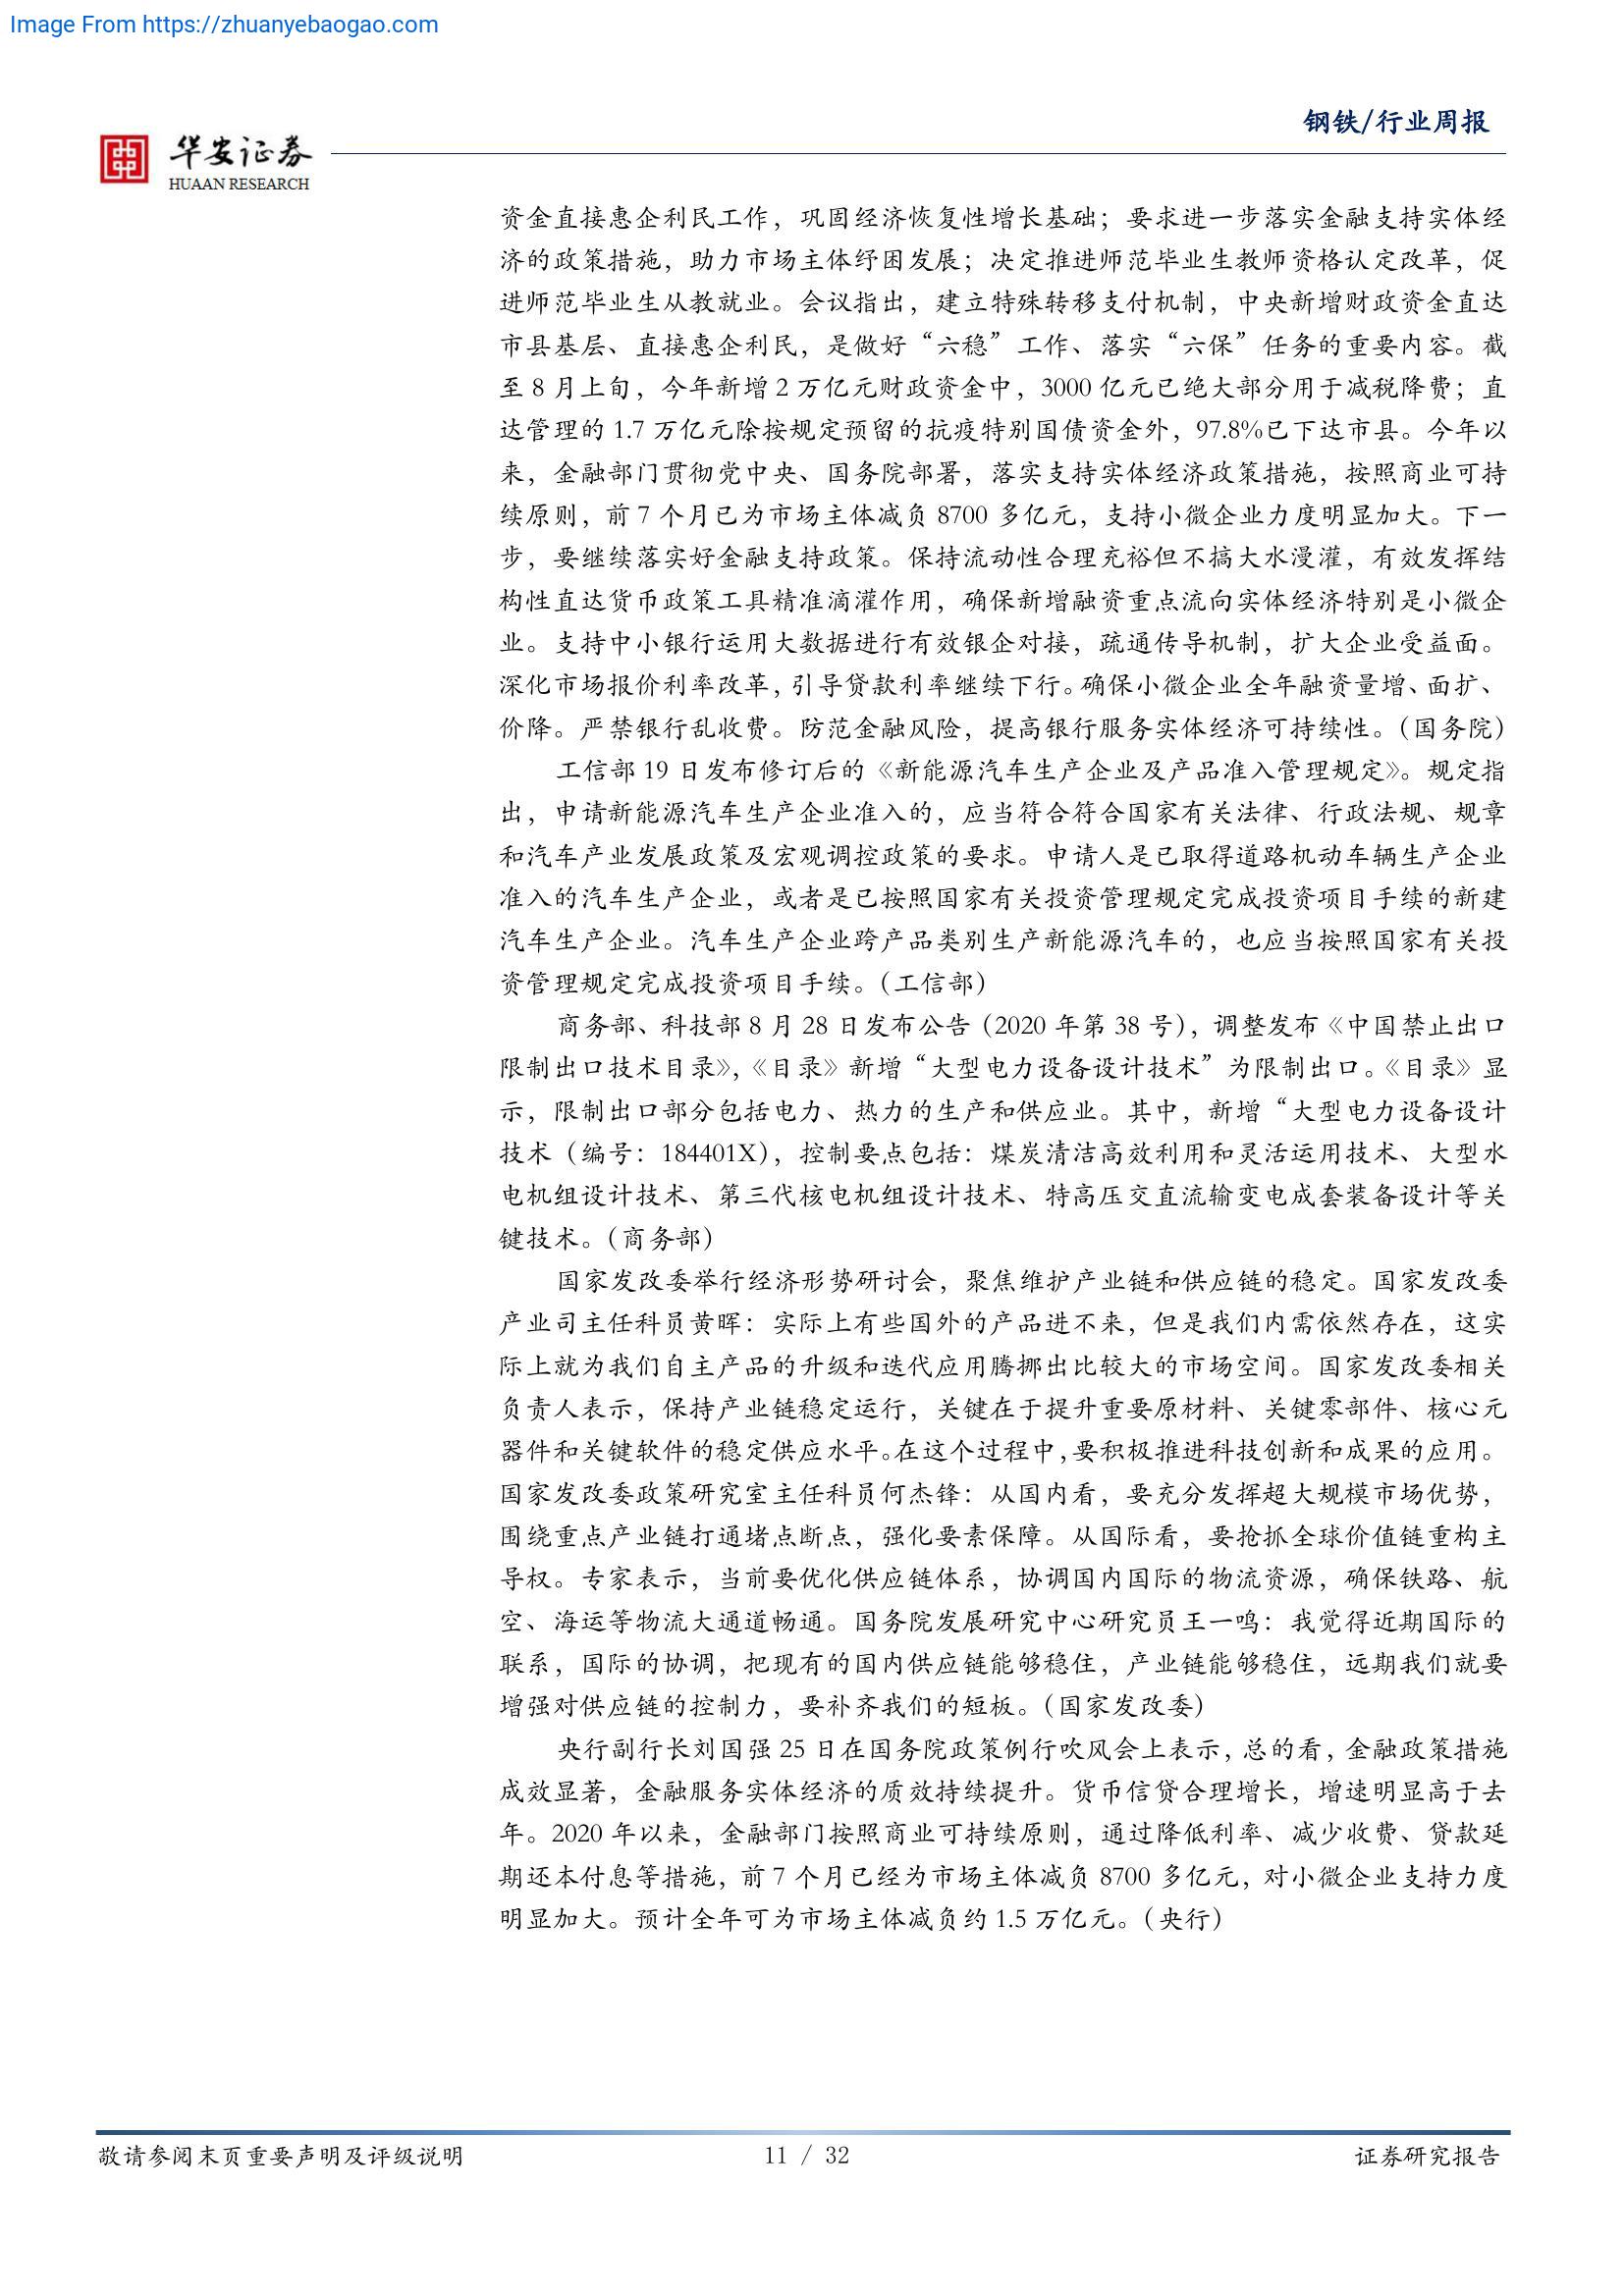 Image From https://zhuanyebaogao.com
钢铁/行业周报
华安证券
HUAAN RESEARCH
资金直接惠企利民工作，巩固经济恢复性增长基础；要求进一步落实金融支持实体经
济的政策措施，助力市场主体纾困发展；决定推进师范毕业生教师资格认定改革，促
进师范毕业生从教就业。会议指出，建立特殊转移支付机制，中央新增财政资金直达
市县基层、直接惠企利民，是做好“六稳”工作、落实“六保”任务的重要内容。截
至 8 月上旬，今年新增 2 万亿元财政资金中，3000 亿元已绝大部分用于减税降费；直
达管理的 1.7 万亿元除按规定预留的抗疫特别国债资金外，97.8%已下达市县。今年以
来，金融部门贯彻党中央、国务院部署，落实支持实体经济政策措施，按照商业可持
续原则，前 7 个月已为市场主体减负 8700 多亿元，支持小微企业力度明显加大。下一
步，要继续落实好金融支持政策。保持流动性合理充裕但不搞大水漫灌，有效发挥结
构性直达货币政策工具精准滴灌作用，确保新增融资重点流向实体经济特别是小微企
业。支持中小银行运用大数据进行有效银企对接，疏通传导机制，扩大企业受益面。
深化市场报价利率改革，引导贷款利率继续下行。确保小微企业全年融资量增、面扩、
价降。严禁银行乱收费。防范金融风险，提高银行服务实体经济可持续性。（国务院）
工信部 19 日发布修订后的《新能源汽车生产企业及产品准入管理规定》。规定指
出，申请新能源汽车生产企业准入的，应当符合符合国家有关法律、行政法规、规章
和汽车产业发展政策及宏观调控政策的要求。申请人是已取得道路机动车辆生产企业
准入的汽车生产企业，或者是已按照国家有关投资管理规定完成投资项目手续的新建
汽车生产企业。汽车生产企业跨产品类别生产新能源汽车的，也应当按照国家有关投
资管理规定完成投资项目手续。（工信部）
商务部、科技部 8 月 28 日发布公告（2020 年第 38 号），调整发布《中国禁止出口
限制出口技术目录》，《目录》新增“大型电力设备设计技术”为限制出口。《目录》显
示，限制出口部分包括电力、热力的生产和供应业。其中，新增“大型电力设备设计
技术（编号：184401X），控制要点包括：煤炭清洁高效利用和灵活运用技术、大型水
电机组设计技术、第三代核电机组设计技术、特高压交直流输变电成套装备设计等关
键技术。（商务部）
国家发改委举行经济形势研讨会，聚焦维护产业链和供应链的稳定。国家发改委
产业司主任科员黄晖：实际上有些国外的产品进不来，但是我们内需依然存在，这实
际上就为我们自主产品的升级和迭代应用腾挪出比较大的市场空间。国家发改委相关
负责人表示，保持产业链稳定运行，关键在于提升重要原材料、关键零部件、核心元
器件和关键软件的稳定供应水平。在这个过程中，要积极推进科技创新和成果的应用。
国家发改委政策研究室主任科员何杰锋：从国内看，要充分发挥超大规模市场优势，
围绕重点产业链打通堵点断点，强化要素保障。从国际看，要抢抓全球价值链重构主
导权。专家表示，当前要优化供应链体系，协调国内国际的物流资源，确保铁路、航
空、海运等物流大通道畅通。国务院发展研究中心研究员王一鸣：我觉得近期国际的
联系，国际的协调，把现有的国内供应链能够稳住，产业链能够稳住，远期我们就要
增强对供应链的控制力，要补齐我们的短板。（国家发改委）
央行副行长刘国强 25 日在国务院政策例行吹风会上表示，总的看，金融政策措施
成效显著，金融服务实体经济的质效持续提升。货币信贷合理增长，增速明显高于去
年。2020 年以来，金融部门按照商业可持续原则，通过降低利率、减少收费、贷款延
期还本付息等措施，前 7 个月已经为市场主体减负 8700 多亿元，对小微企业支持力度
明显加大。预计全年可为市场主体减负约 1.5 万亿元。（央行）
敬请参阅末页重要声明及评级说明
11 / 32
证券研究报告